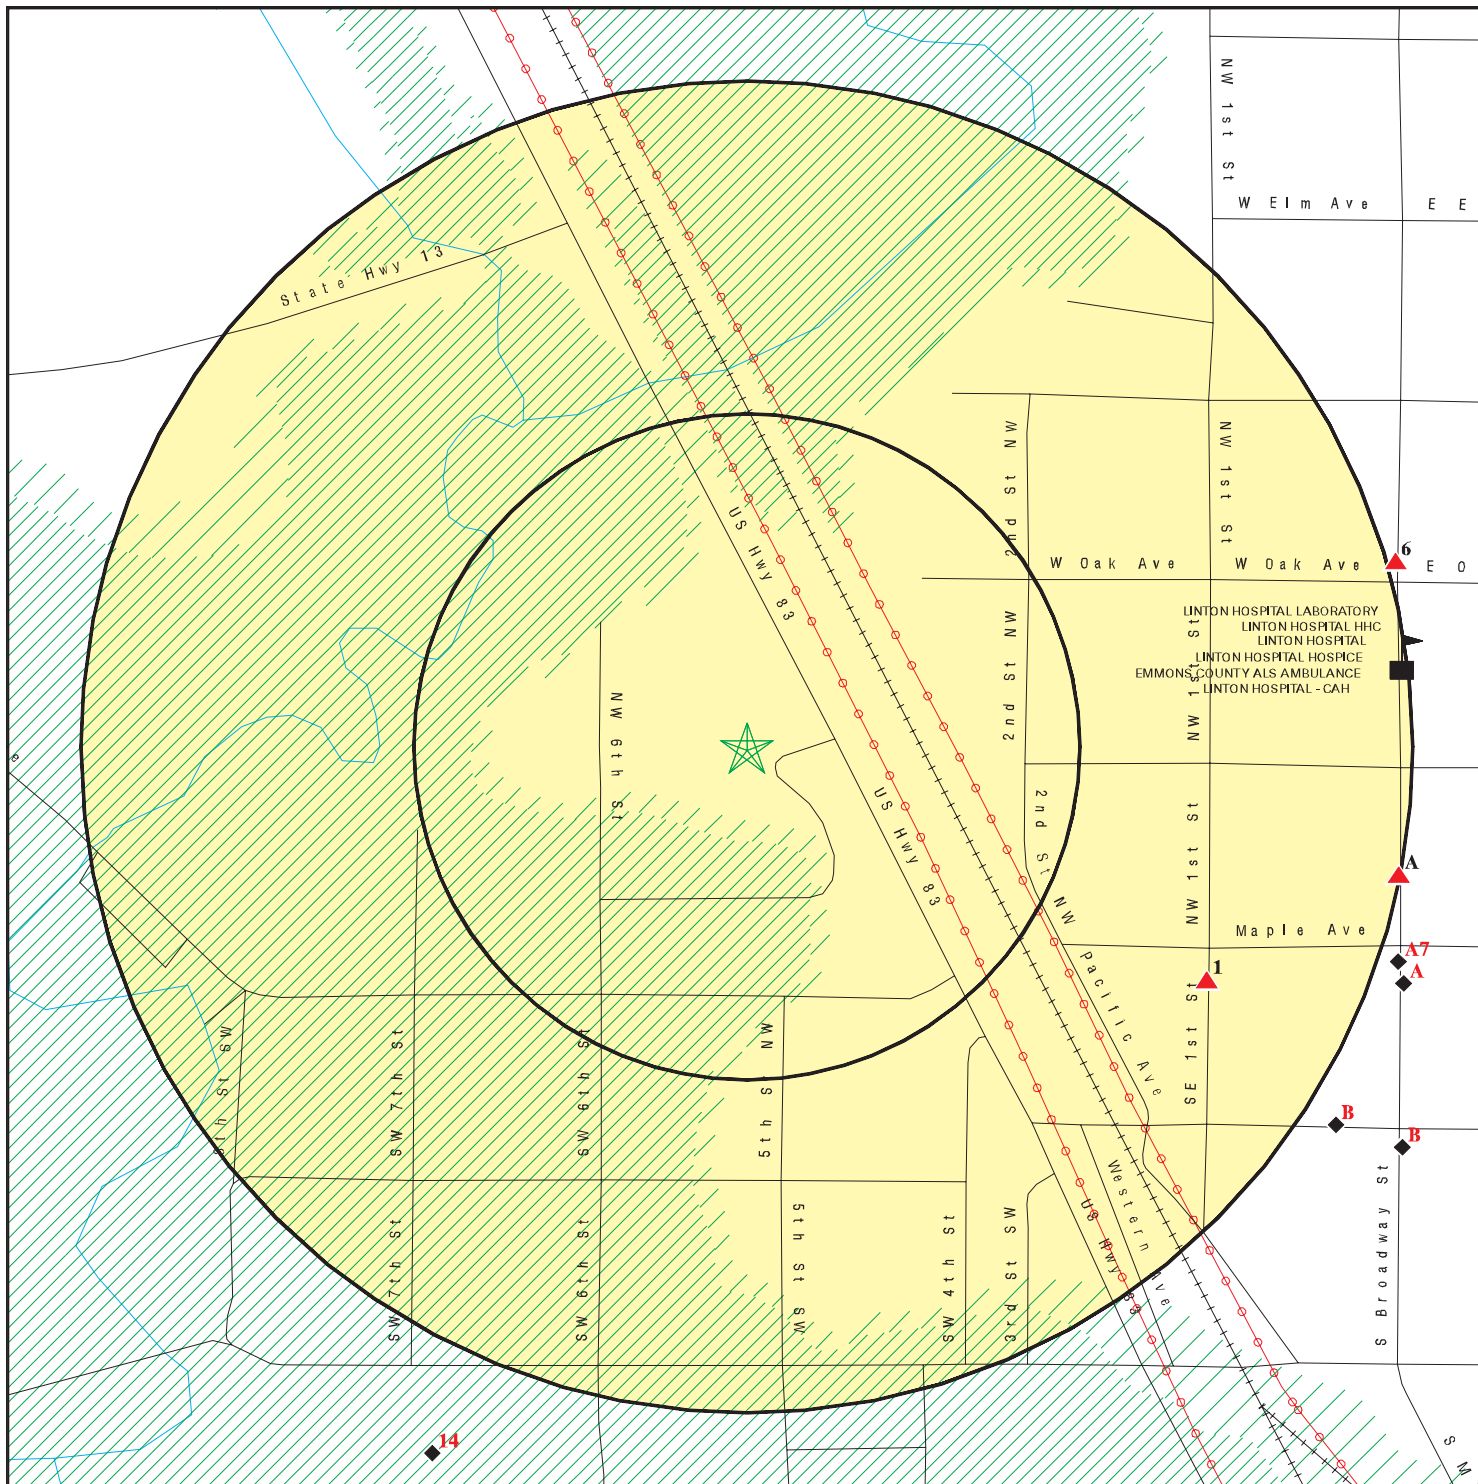 NW 1st St
W Elm Ave
E E
State Hwy 13
2nd St NW
NW 1st St
6
US Hwy 83
W Oak Ave
W Oak Ave
E O
LINTON HOSPITAL LABORATORY
LINTON HOSPITAL HHC
LINTON HOSPITAL
LINTON HOSPITAL HOSPICE
EMMONS COUNTY ALS AMBULANCE
LINTON HOSPITAL - CAH
2nd St NW
NW 1st St
NW 6th St
e
US Hwy 83
2nd St NW
NW 1st St
A
Maple Ave
A7
A
1
NW Pacific Ave
SE 1st St
8th St SW
SW 7th St
SW 6th St
5th St NW
B
B
Western Ave
US Hwy 83
SW 7th St
SW 6th St
5th St SW
SW 4th St
3rd St SW
S Broadway St
14
S M